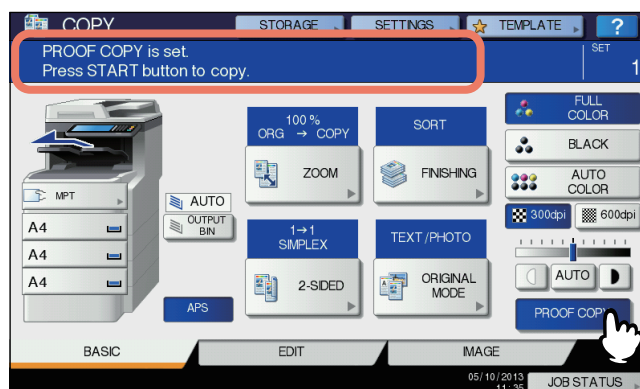 COPY
STORAGE
SETTINGS
TEMPLATE
?
PROOF COPY is set.
Press START button to copy.
SET
1
100 %
ORG → COPY
ZOOM
SORT
FINISHING
FULL
COLOR
BLACK
AUTO
COLOR
300dpi
600dpi
MPT
A4
A4
A4
AUTO
OUTPUT
BIN
APS
1→1
SIMPLEX
2-SIDED
TEXT/PHOTO
ORIGINAL
MODE
AUTO
PROOF COPY
BASIC
EDIT
IMAGE
05/10/2013
11:35
JOB STATUS